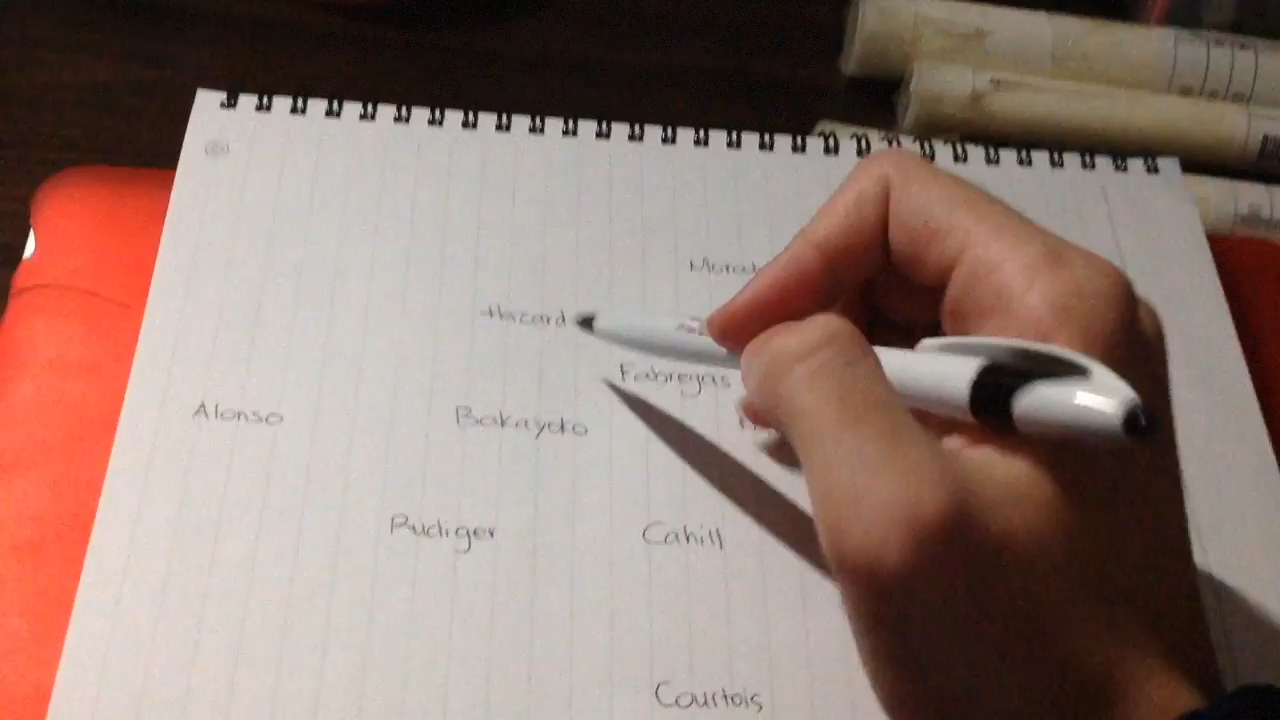 Hazard
Fabregas
Alonso
Bakayoko
Rudiger
Cahill
Courtois